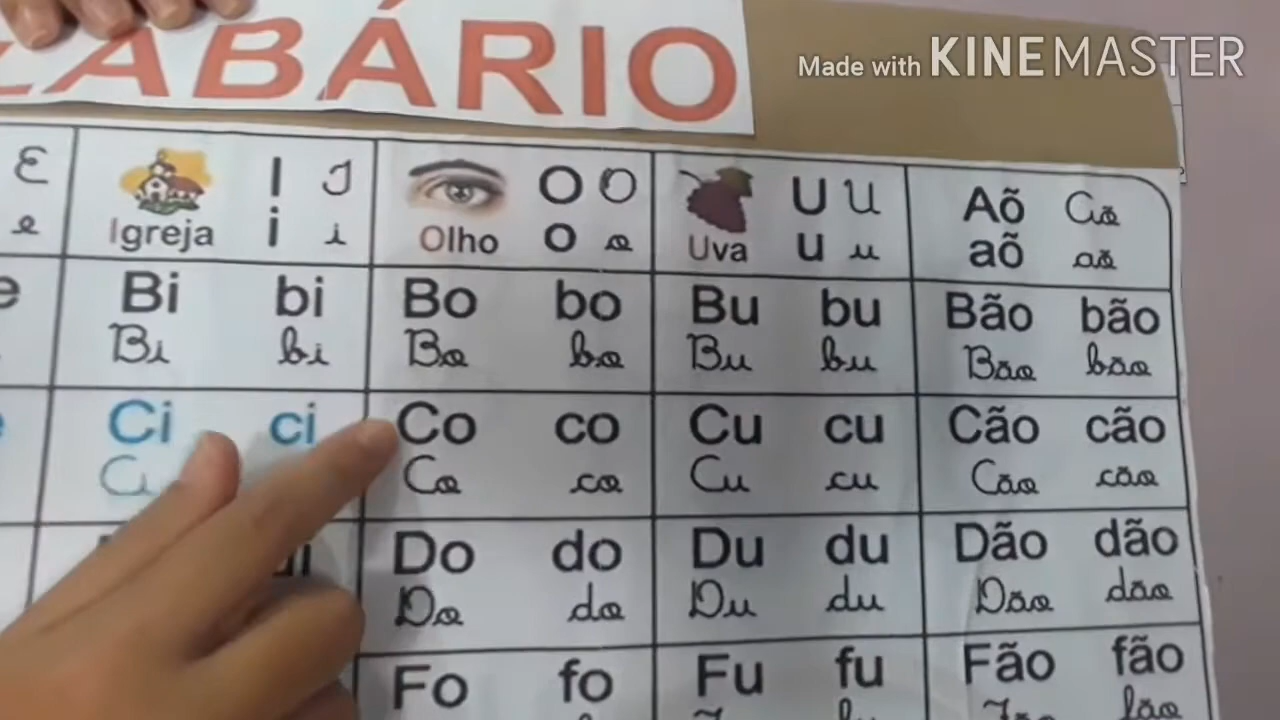 Made with KINEMASTER
ABÁRIO
E I I O O U U Aõ Aõ
e Igreja i i Olho o o Uva u u aõ aõ
e Bi bi Bo bo Bu bu Bão bão
Bi bi Bo bo Bu bu Bão bão
Ci ci Co co Cu cu Cão cão
Co co Cu cu Cão cão
Do do Du du Dão dão
Do do Du du Dão dão
Fo fo Fu fu Fão fão